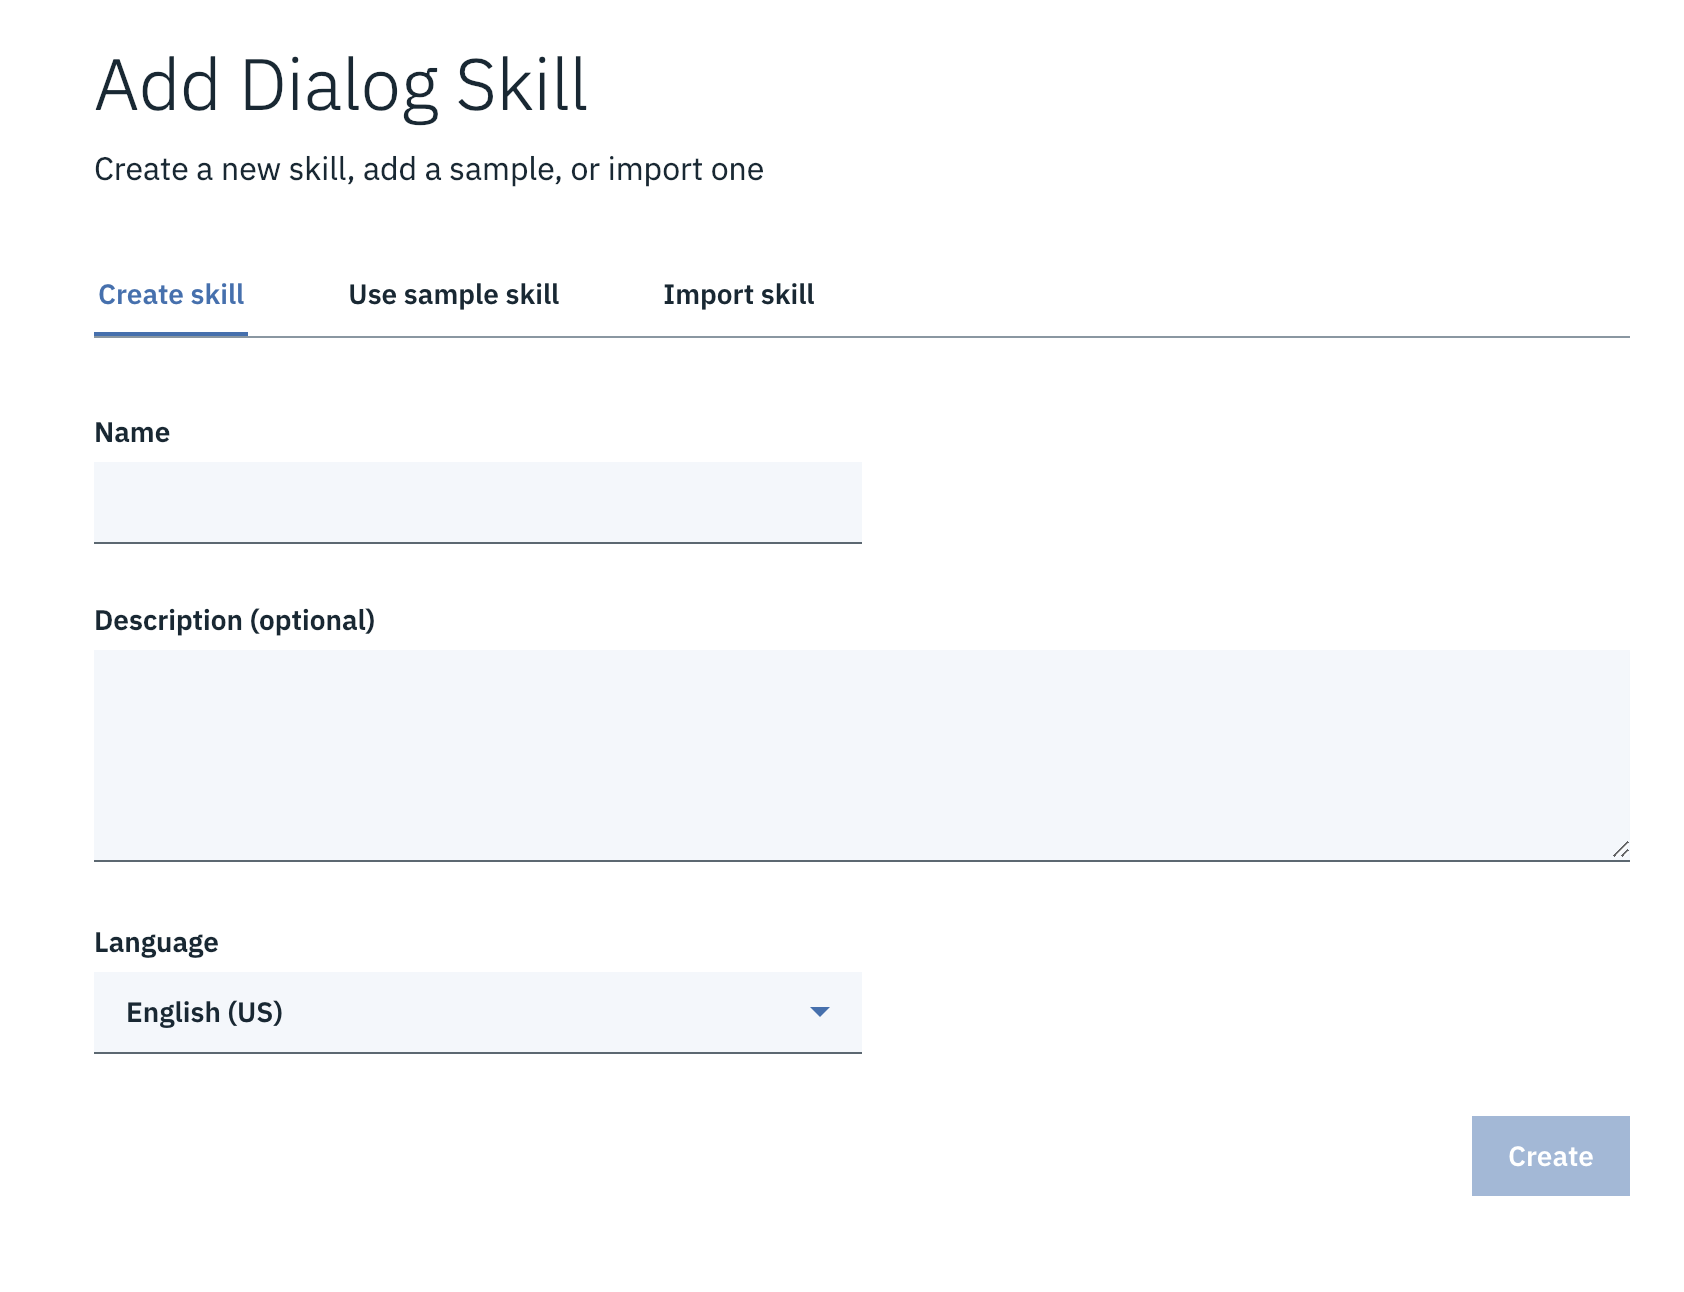 Add Dialog Skill
Create a new skill, add a sample, or import one
Create skill Use sample skill Import skill
Name
Description (optional)
Language
English (US)
Create